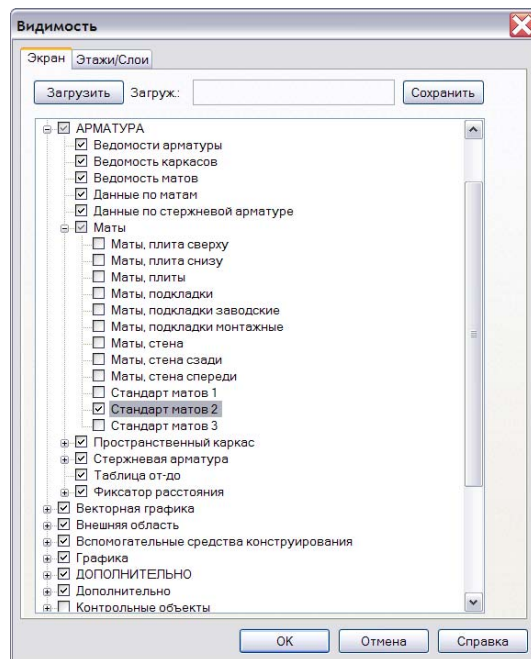 Видимость
Экран Этажи/Слои
Загрузить Загруж.: Сохранить
АРМАТУРА
Ведомости арматуры
Ведомость каркасов
Ведомость матов
Данные по матам
Данные по стержневой арматуре
Маты
Маты, плита сверху
Маты, плита снизу
Маты, плиты
Маты, подкладки
Маты, подкладки заводские
Маты, подкладки монтажные
Маты, стена
Маты, стена сзади
Маты, стена спереди
Стандарт матов 1
Стандарт матов 2
Стандарт матов 3
Пространственный каркас
Стержневая арматура
Таблица от-до
Фиксатор расстояния
Векторная графика
Внешняя область
Вспомогательные средства конструирования
Графика
ДОПОЛНИТЕЛЬНО
Дополнительно
Контрольные объекты
ОК Отмена Справка